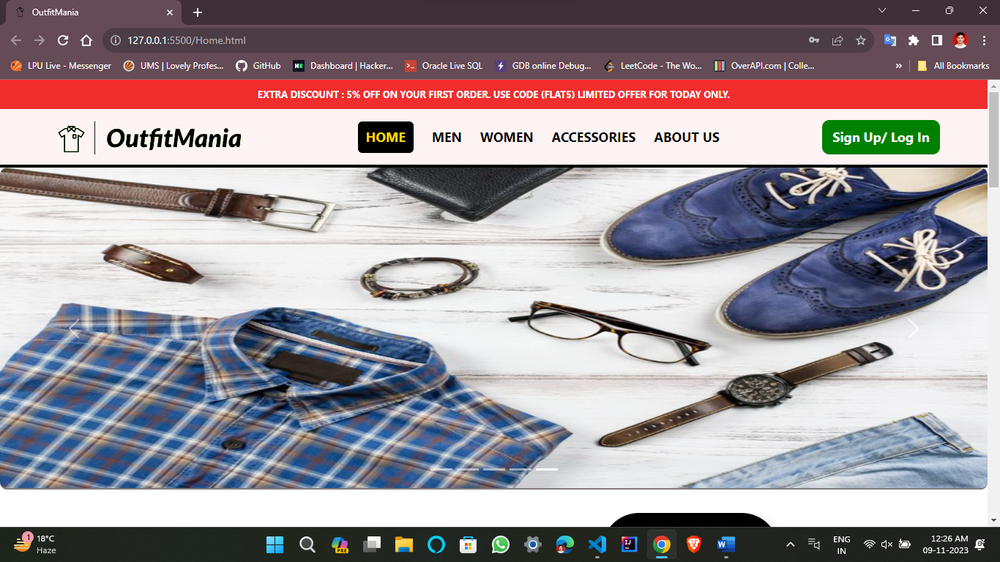 OutfitMania
127.0.0.1:5500/Home.html
LPU Live - Messenger
UMS | Lovely Profes...
GitHub
Dashboard | Hacker...
Oracle Live SQL
GDB online Debug...
LeetCode - The Wo...
OverAPI.com | Colle...
»
All Bookmarks
EXTRA DISCOUNT : 5% OFF ON YOUR FIRST ORDER. USE CODE (FLAT5) LIMITED OFFER FOR TODAY ONLY.
OutfitMania
HOME
MEN
WOMEN
ACCESSORIES
ABOUT US
Sign Up/ Log In
1
18°C
Haze
PRE
ENG
IN
12:26 AM
09-11-2023